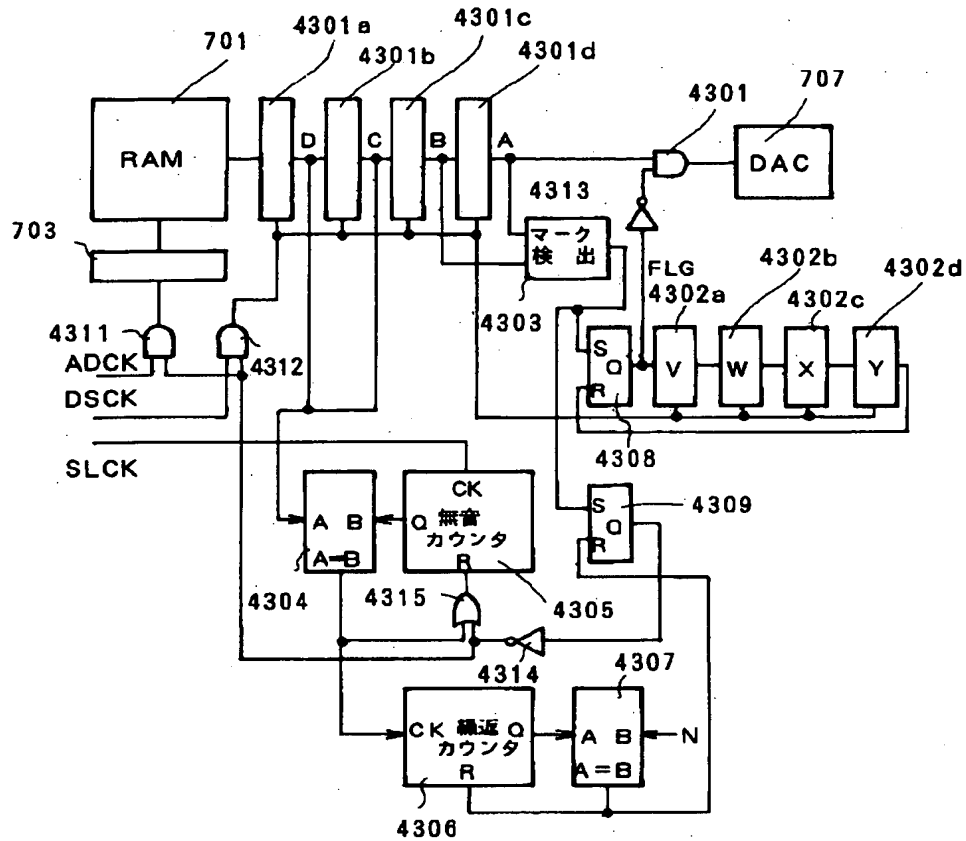 4301c
701
4301a
4301b
4301d
4301
707
RAM
D
C
B
A
DAC
4313
703
マーク
検出
FLG
4303
4302a
4302b
4302c
4302d
4311
4312
ADCK
DSCK
S
Q
R
V
W
X
Y
4308
SLCK
CK
A B
Q 無音
カウンタ
A=B
R
S
Q
R
4309
4304
4315
4305
4314
4307
CK 繰返 Q
カウンタ
R
A B
N
A=B
4306